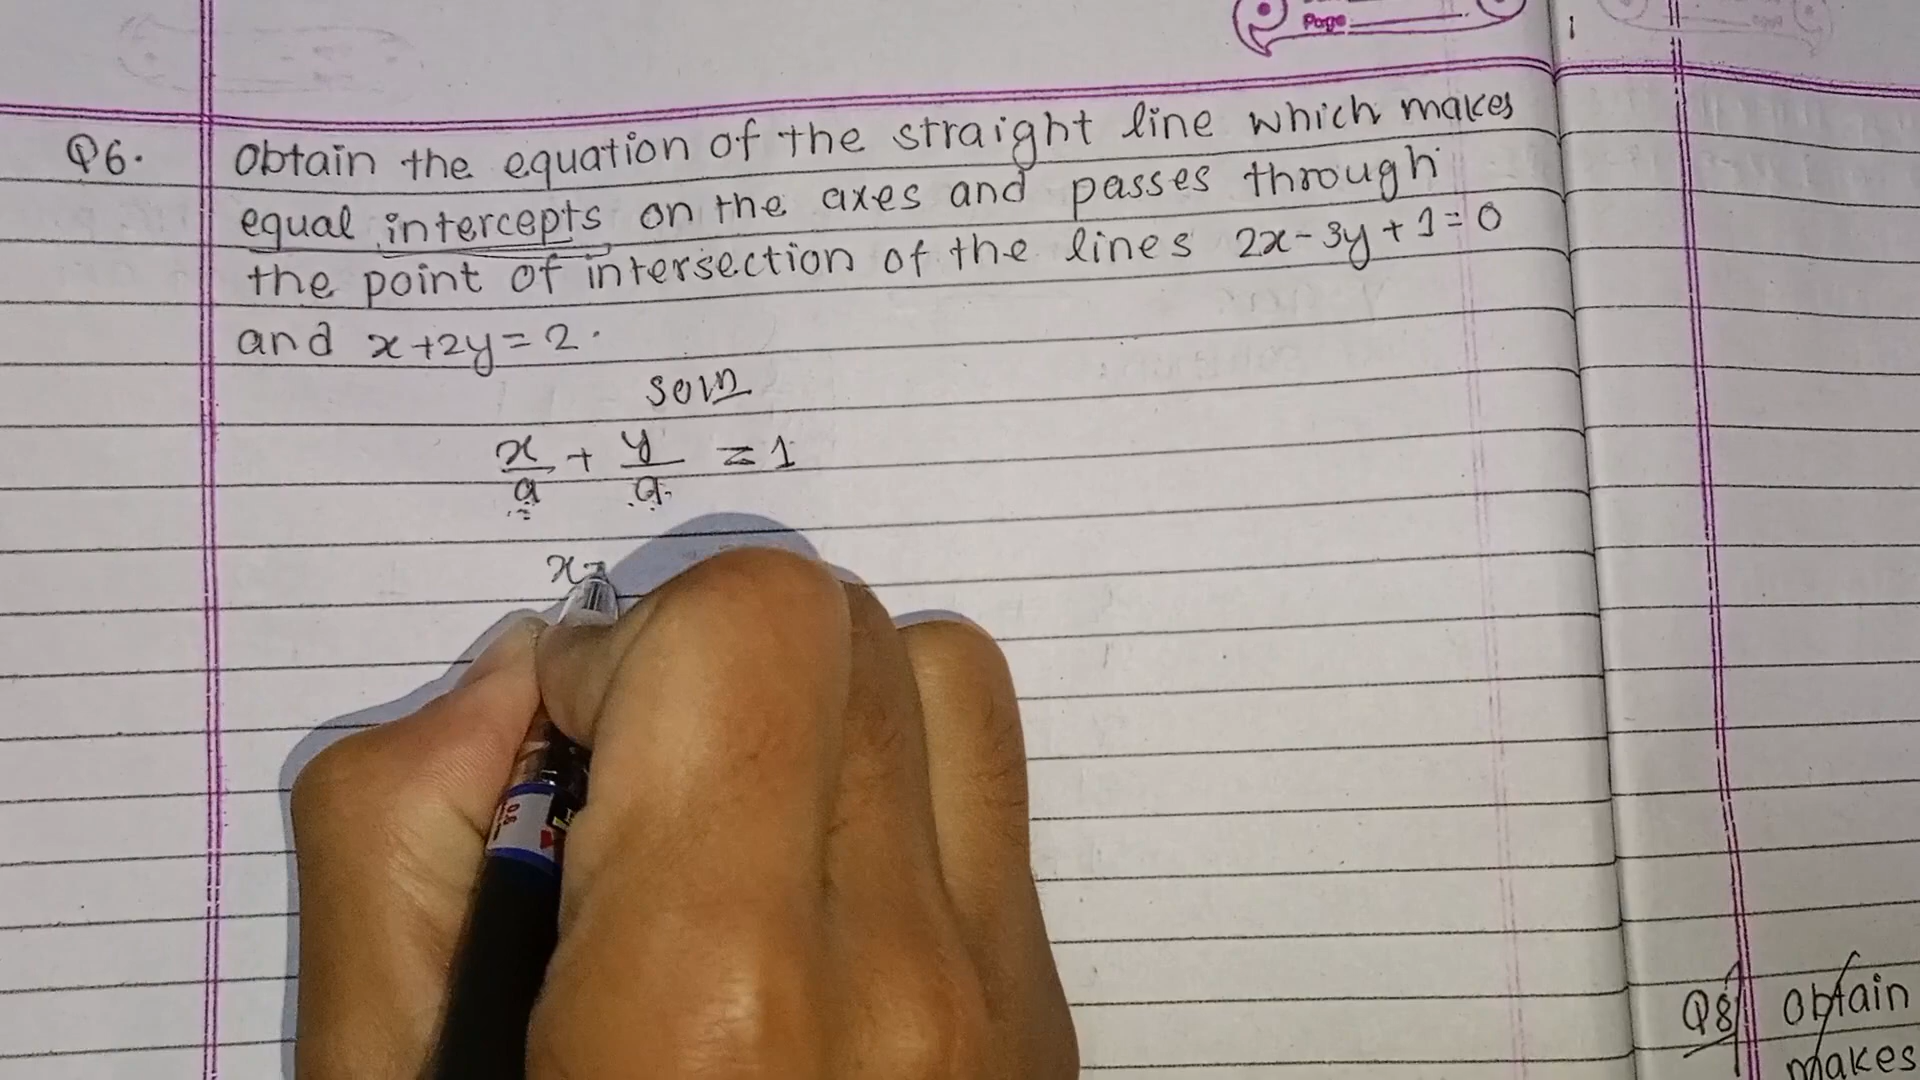 Page
Q6. Obtain the equation of the straight line which makes
equal intercepts on the axes and passes through
the point of intersection of the lines 2x-3y+1=0
and x+2y=2.
soln
x/a + y/a = 1
x
Q8 Obtain
makes